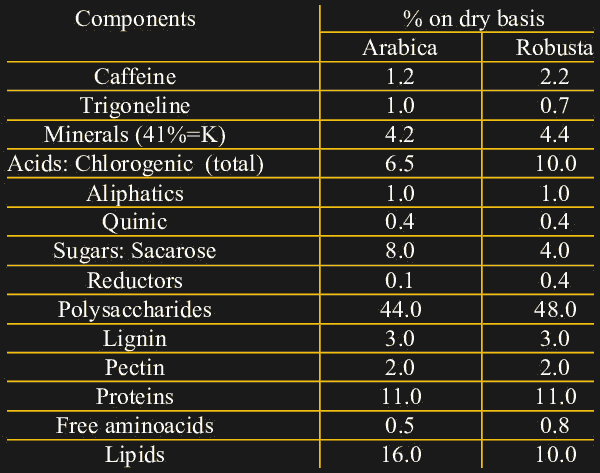 Components % on dry basis
Arabica Robusta
Caffeine 1.2 2.2
Trigoneline 1.0 0.7
Minerals (41%=K) 4.2 4.4
Acids: Chlorogenic (total) 6.5 10.0
Aliphatics 1.0 1.0
Quinic 0.4 0.4
Sugars: Sacarose 8.0 4.0
Reductors 0.1 0.4
Polysaccharides 44.0 48.0
Lignin 3.0 3.0
Pectin 2.0 2.0
Proteins 11.0 11.0
Free aminoacids 0.5 0.8
Lipids 16.0 10.0